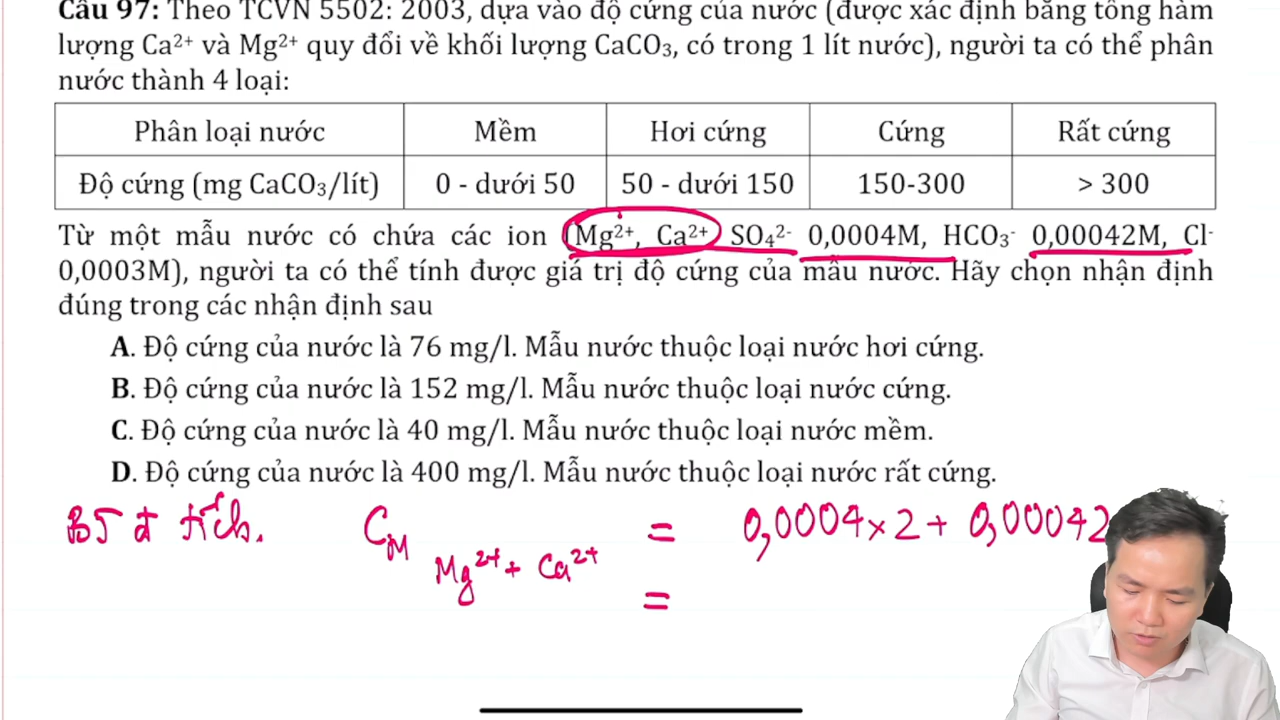 Câu 97: Theo TCVN 5502: 2003, dựa vào độ cứng của nước (được xác định bằng tổng hàm
lượng Ca²⁺ và Mg²⁺ quy đổi về khối lượng CaCO₃, có trong 1 lít nước), người ta có thể phân
nước thành 4 loại:
Phân loại nước Mềm Hơi cứng Cứng Rất cứng
Độ cứng (mg CaCO₃/lít) 0 - dưới 50 50 - dưới 150 150-300 > 300
Từ một mẫu nước có chứa các ion (Mg²⁺, Ca²⁺ SO₄²⁻ 0,0004M, HCO₃⁻ 0,00042M, Cl⁻
0,0003M), người ta có thể tính được giá trị độ cứng của mẫu nước. Hãy chọn nhận định
đúng trong các nhận định sau
A. Độ cứng của nước là 76 mg/l. Mẫu nước thuộc loại nước hơi cứng.
B. Độ cứng của nước là 152 mg/l. Mẫu nước thuộc loại nước cứng.
C. Độ cứng của nước là 40 mg/l. Mẫu nước thuộc loại nước mềm.
D. Độ cứng của nước là 400 mg/l. Mẫu nước thuộc loại nước rất cứng.
BT đ tích. C_M Mg²⁺ + Ca²⁺ = 0,0004 x 2 + 0,00042
=